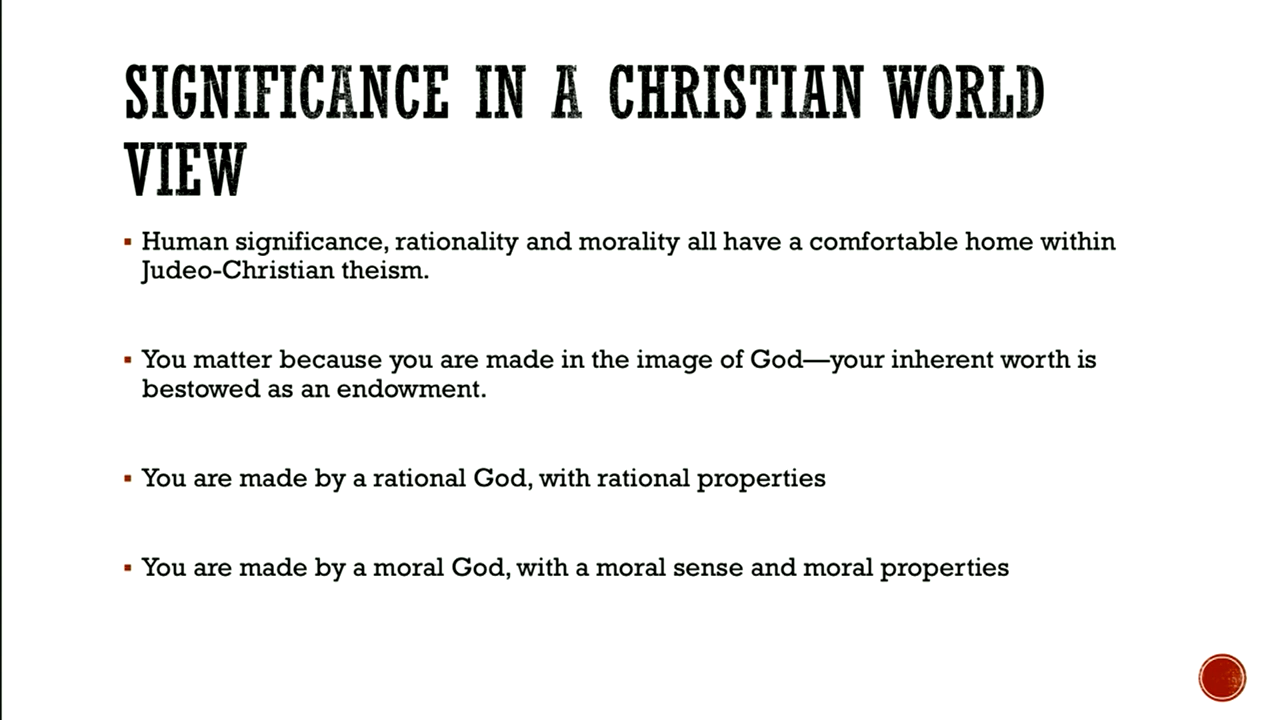 SIGNIFICANCE IN A CHRISTIAN WORLD
VIEW
▪ Human significance, rationality and morality all have a comfortable home within
Judeo-Christian theism.
▪ You matter because you are made in the image of God—your inherent worth is
bestowed as an endowment.
▪ You are made by a rational God, with rational properties
▪ You are made by a moral God, with a moral sense and moral properties